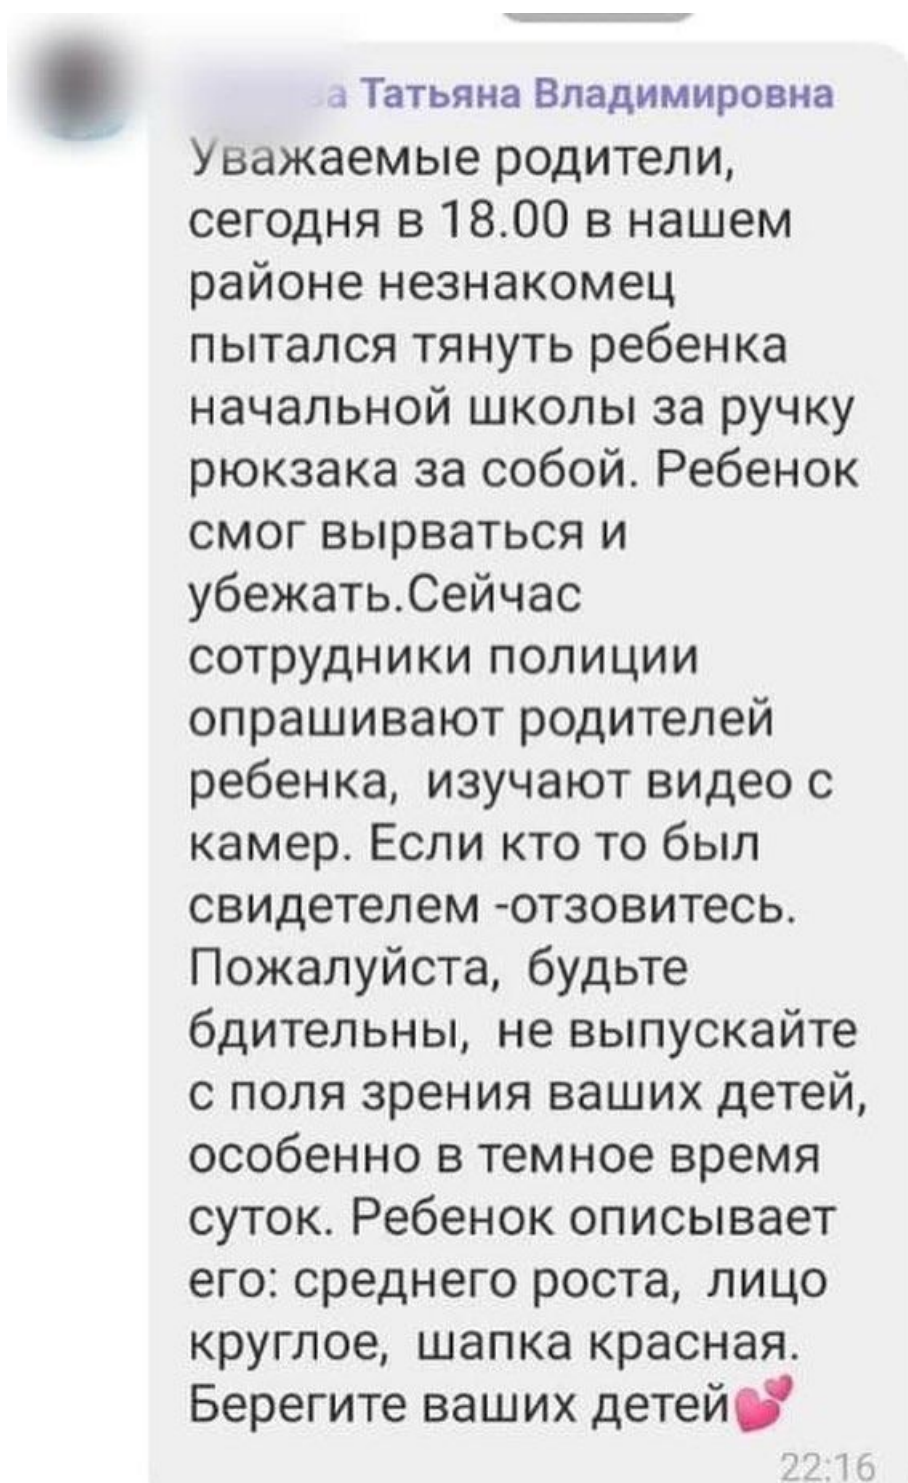 Татьяна Владимировна
Уважаемые родители,
сегодня в 18.00 в нашем
районе незнакомец
пытался тянуть ребенка
начальной школы за ручку
рюкзака за собой. Ребенок
смог вырваться и
убежать.Сейчас
сотрудники полиции
опрашивают родителей
ребенка,  изучают видео с
камер. Если кто то был
свидетелем -отзовитесь.
Пожалуйста,  будьте
бдительны,  не выпускайте
с поля зрения ваших детей,
особенно в темное время
суток. Ребенок описывает
его: среднего роста,  лицо
круглое,  шапка красная.
Берегите ваших детей💕
22:16